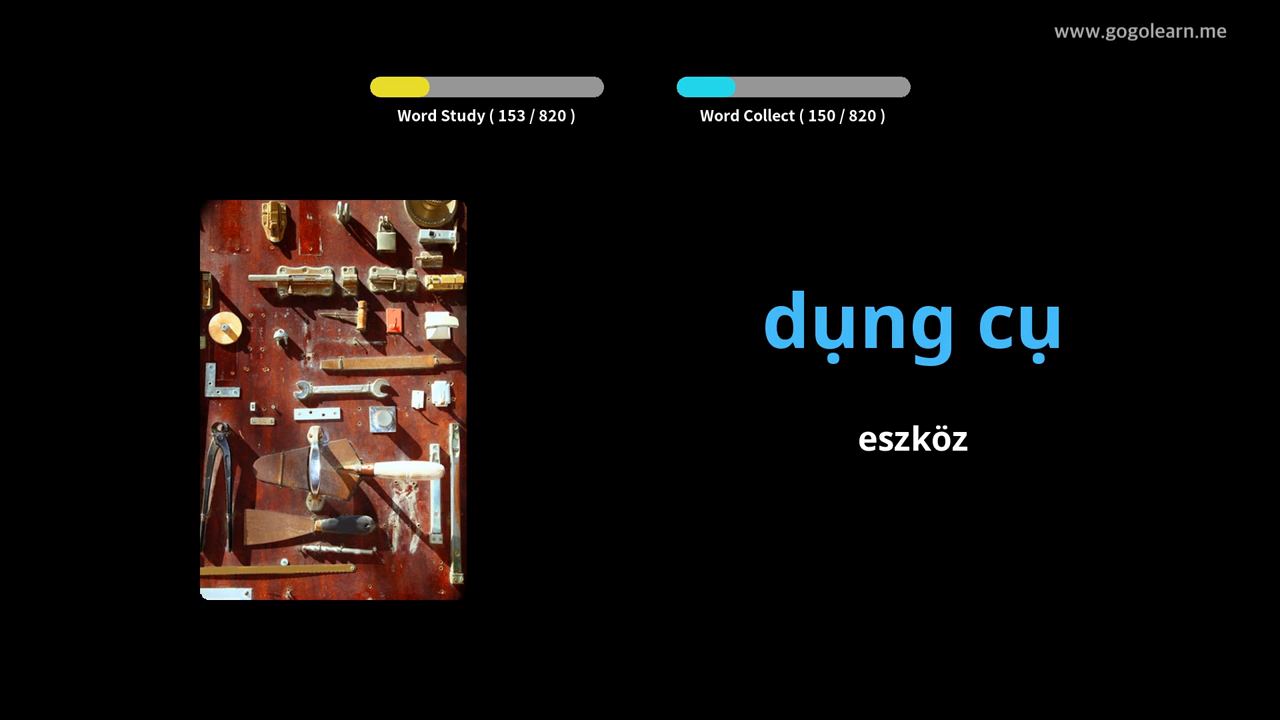 www.gogolearn.me
Word Study ( 153 / 820 )
Word Collect ( 150 / 820 )
dụng cụ
eszköz